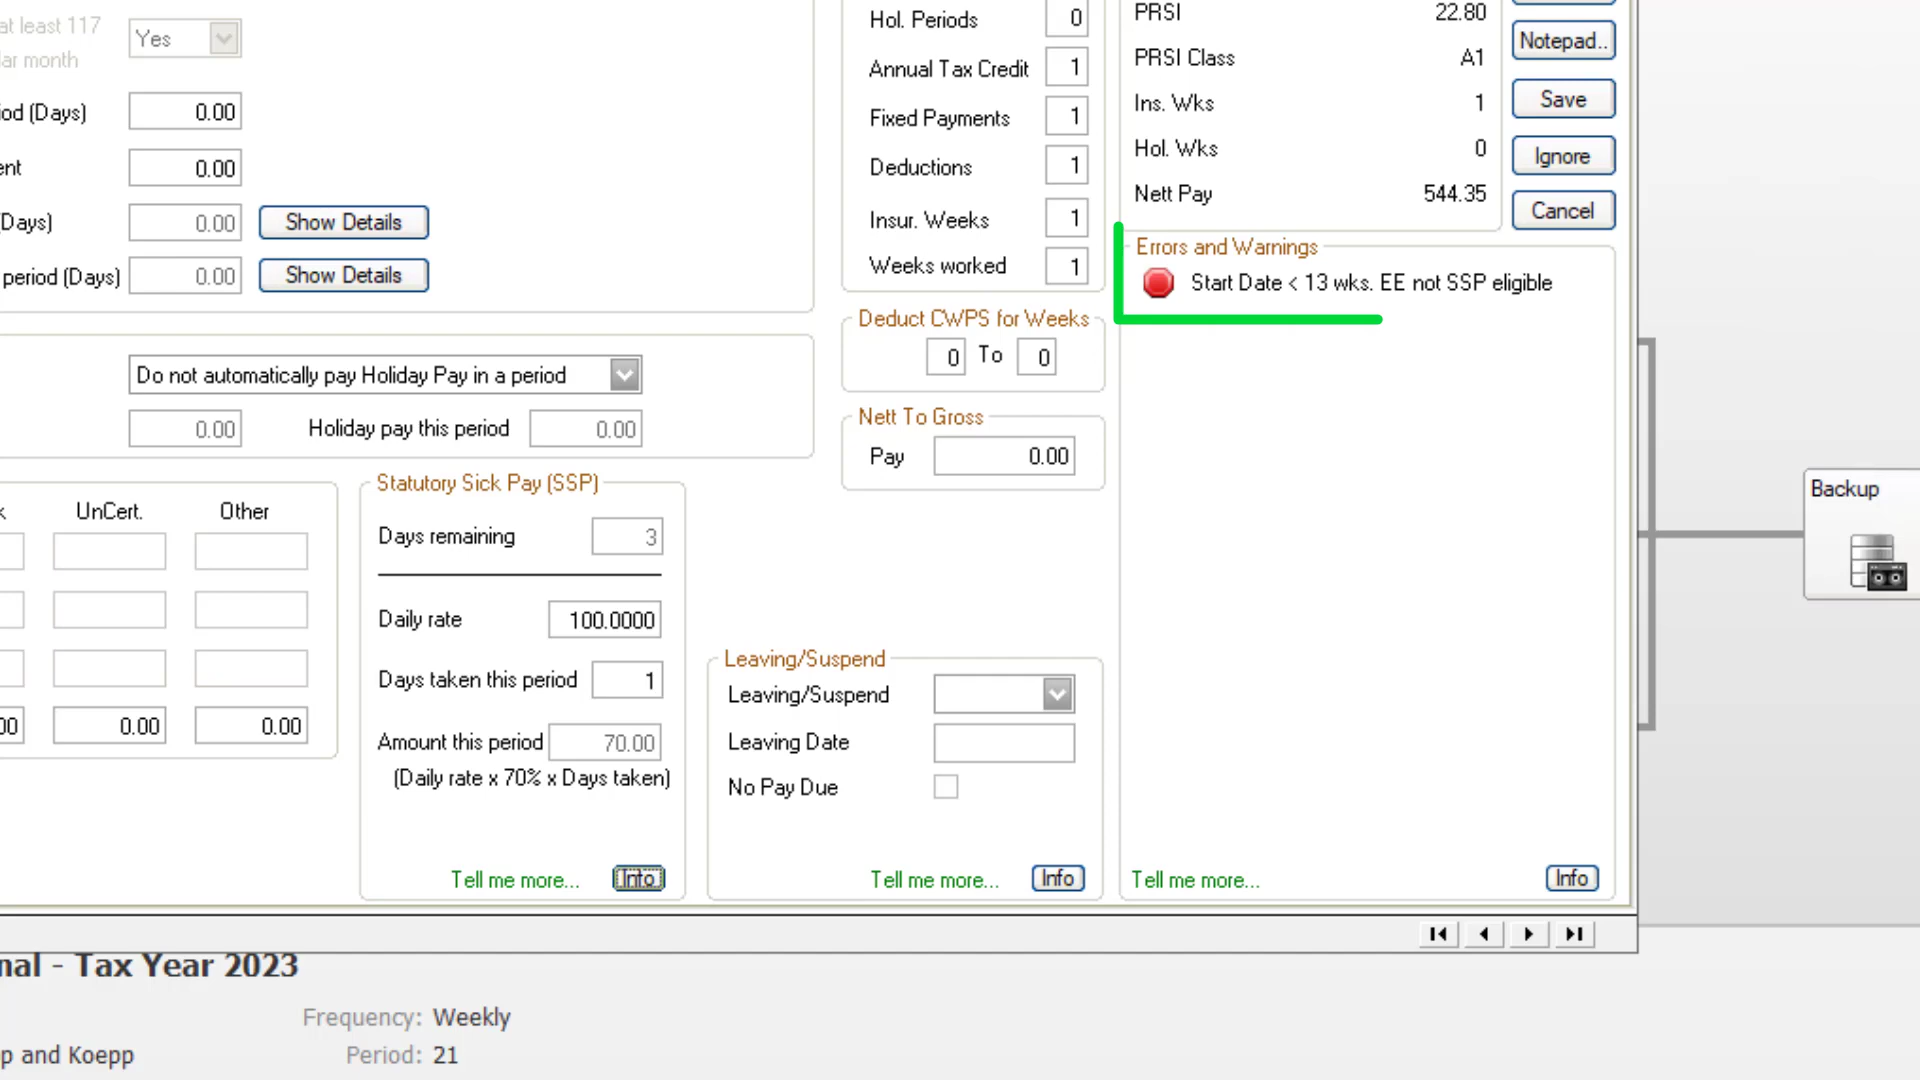 at least 117
Yes
lar month
iod (Days) 0.00
ent 0.00
(Days) 0.00 Show Details
period (Days) 0.00 Show Details
Do not automatically pay Holiday Pay in a period
0.00 Holiday pay this period 0.00
UnCert. Other
00 0.00 0.00
Statutory Sick Pay (SSP)
Days remaining 3
Daily rate 100.0000
Days taken this period 1
Amount this period 70.00
(Daily rate x 70% x Days taken)
Tell me more... Info
Hol. Periods 0
Annual Tax Credit 1
Fixed Payments 1
Deductions 1
Insur. Weeks 1
Weeks worked 1
Deduct CWPS for Weeks
0 To 0
Nett To Gross
Pay 0.00
Leaving/Suspend
Leaving/Suspend
Leaving Date
No Pay Due
Tell me more... Info
PRSI 22.80
PRSI Class A1
Ins. Wks 1
Hol. Wks 0
Nett Pay 544.35
Notepad..
Save
Ignore
Cancel
Errors and Warnings
Start Date < 13 wks. EE not SSP eligible
Tell me more... Info
Backup
nal - Tax Year 2023
Frequency: Weekly
p and Koepp Period: 21